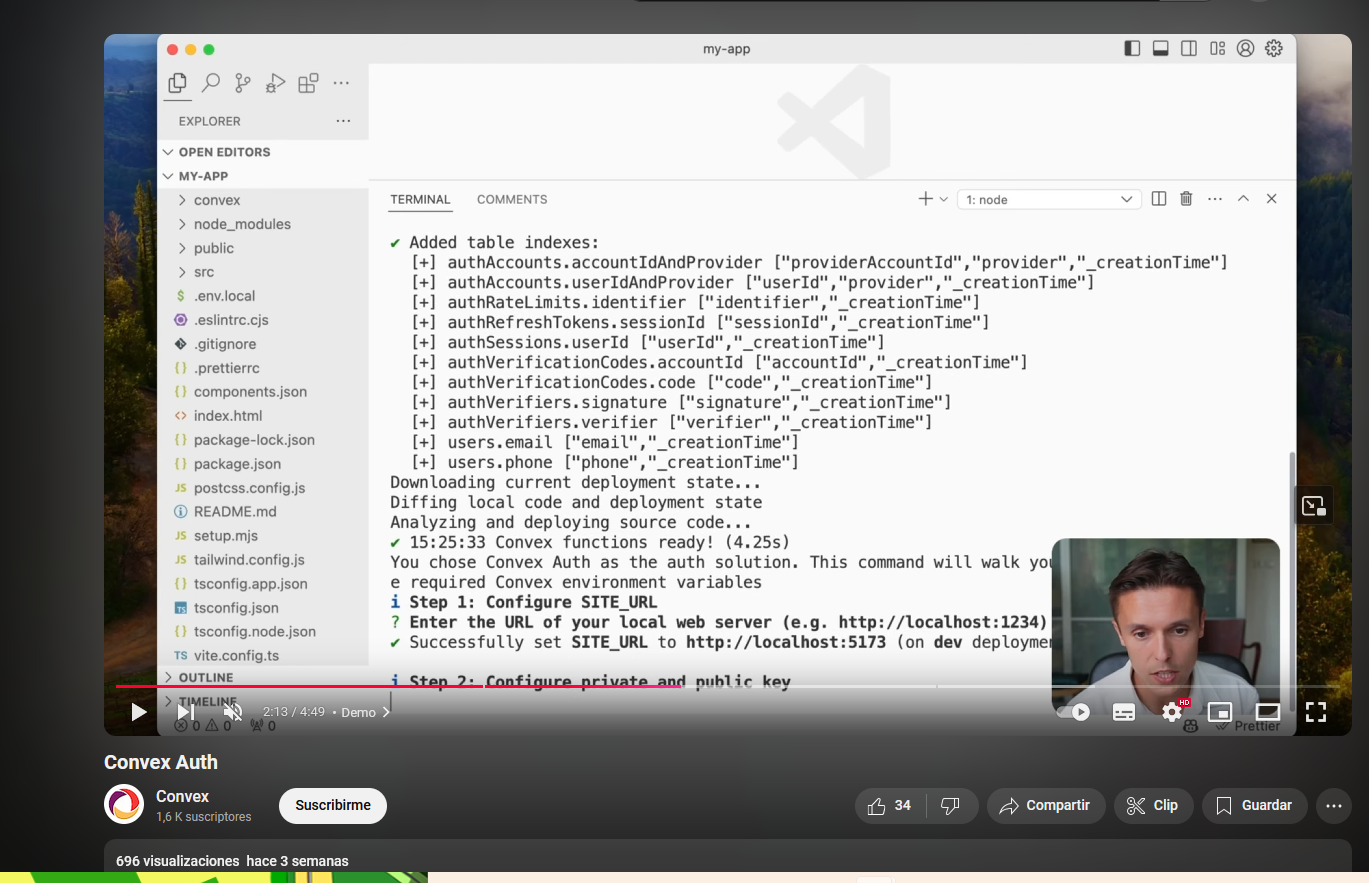 my-app
EXPLORER
OPEN EDITORS
MY-APP
convex
node_modules
public
src
$ .env.local
.eslintrc.cjs
.gitignore
{} .prettierrc
{} components.json
<> index.html
{} package-lock.json
{} package.json
JS postcss.config.js
README.md
JS setup.mjs
JS tailwind.config.js
{} tsconfig.app.json
TS tsconfig.json
{} tsconfig.node.json
TS vite.config.ts
OUTLINE
TIMELINE
0 0 0
TERMINAL COMMENTS
1: node
✔ Added table indexes:
[+] authAccounts.accountIdAndProvider ["providerAccountId","provider","_creationTime"]
[+] authAccounts.userIdAndProvider ["userId","provider","_creationTime"]
[+] authRateLimits.identifier ["identifier","_creationTime"]
[+] authRefreshTokens.sessionId ["sessionId","_creationTime"]
[+] authSessions.userId ["userId","_creationTime"]
[+] authVerificationCodes.accountId ["accountId","_creationTime"]
[+] authVerificationCodes.code ["code","_creationTime"]
[+] authVerifiers.signature ["signature","_creationTime"]
[+] authVerifiers.verifier ["verifier","_creationTime"]
[+] users.email ["email","_creationTime"]
[+] users.phone ["phone","_creationTime"]
Downloading current deployment state...
Diffing local code and deployment state
Analyzing and deploying source code...
✔ 15:25:33 Convex functions ready! (4.25s)
You chose Convex Auth as the auth solution. This command will walk you
e required Convex environment variables
i Step 1: Configure SITE_URL
? Enter the URL of your local web server (e.g. http://localhost:1234)
✔ Successfully set SITE_URL to http://localhost:5173 (on dev deployme
i Step 2: Configure private and public key
Prettier
2:13 / 4:49 • Demo
HD
Convex Auth
Convex
1,6 K suscriptores
Suscribirme
34
Compartir
Clip
Guardar
696 visualizaciones hace 3 semanas